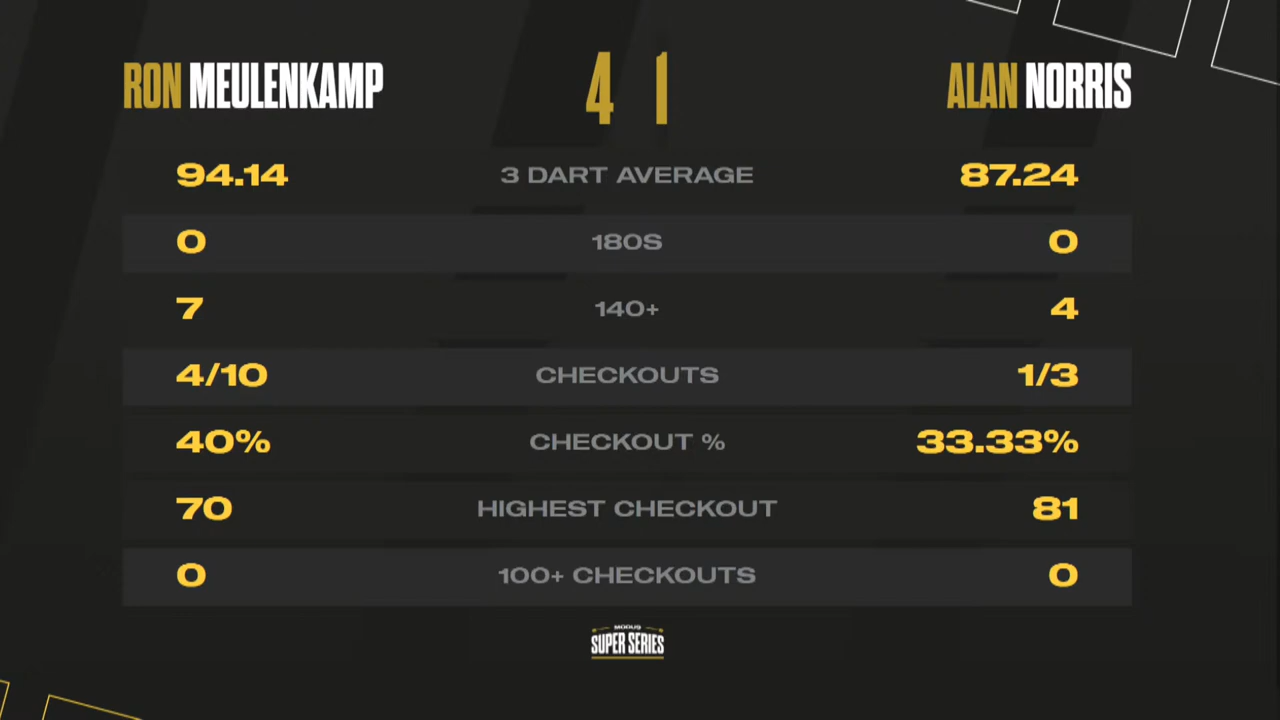 RON MEULENKAMP 4 1 ALAN NORRIS
94.14 3 DART AVERAGE 87.24
0 180S 0
7 140+ 4
4/10 CHECKOUTS 1/3
40% CHECKOUT % 33.33%
70 HIGHEST CHECKOUT 81
0 100+ CHECKOUTS 0
MODUS
SUPER SERIES